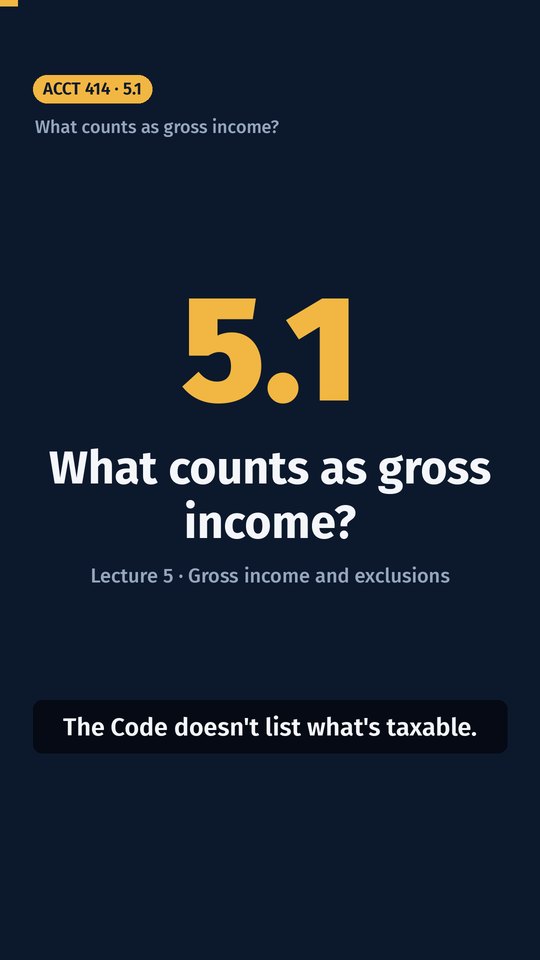 ACCT 414 · 5.1
What counts as gross income?
5.1
What counts as gross
income?
Lecture 5 · Gross income and exclusions
The Code doesn't list what's taxable.